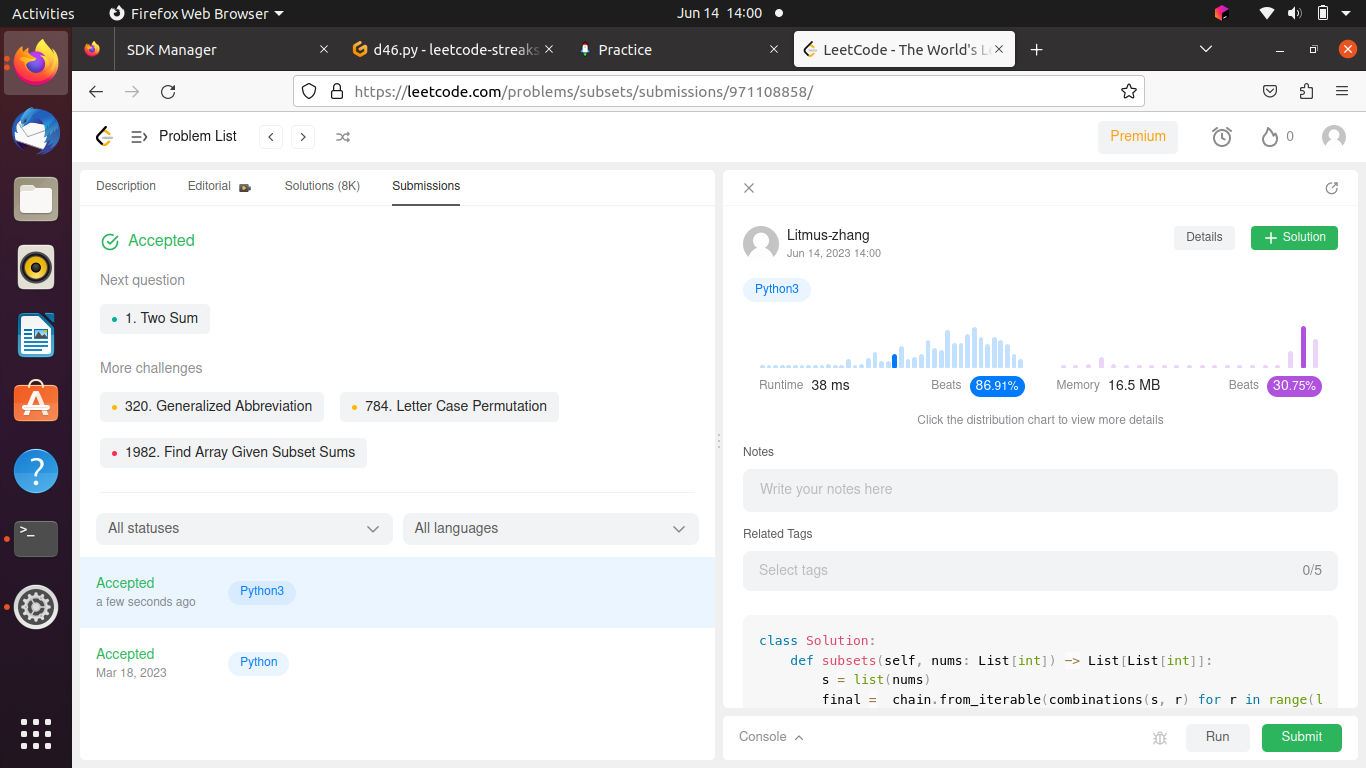 Activities
Firefox Web Browser
Jun 14 14:00
SDK Manager
d46.py - leetcode-streaks
Practice
LeetCode - The World's L
https://leetcode.com/problems/subsets/submissions/971108858/
Problem List
Premium
0
Description
Editorial
Solutions (8K)
Submissions
Accepted
Next question
1. Two Sum
More challenges
320. Generalized Abbreviation
784. Letter Case Permutation
1982. Find Array Given Subset Sums
All statuses
All languages
Accepted
a few seconds ago
Python3
Accepted
Mar 18, 2023
Python
Litmus-zhang
Jun 14, 2023 14:00
Details
Solution
Python3
Runtime 38 ms
Beats 86.91%
Memory 16.5 MB
Beats 30.75%
Click the distribution chart to view more details
Notes
Write your notes here
Related Tags
Select tags
0/5
class Solution:
def subsets(self, nums: List[int]) -> List[List[int]]:
s = list(nums)
final =  chain.from_iterable(combinations(s, r) for r in range(l
Console
Run
Submit